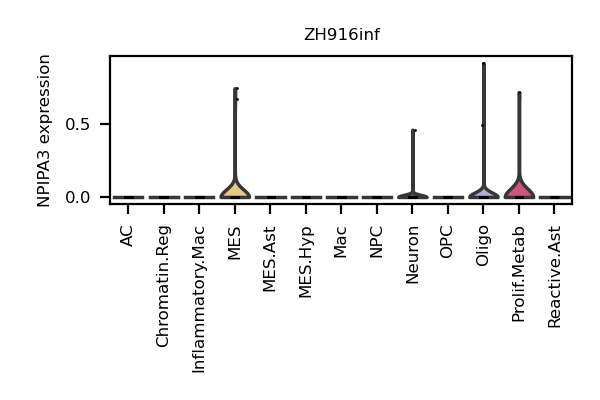 ZH916inf
NPIPA3 expression
0.5
0.0
AC
Chromatin.Reg
Inflammatory.Mac
MES
MES.Ast
MES.Hyp
Mac
NPC
Neuron
OPC
Oligo
Prolif.Metab
Reactive.Ast